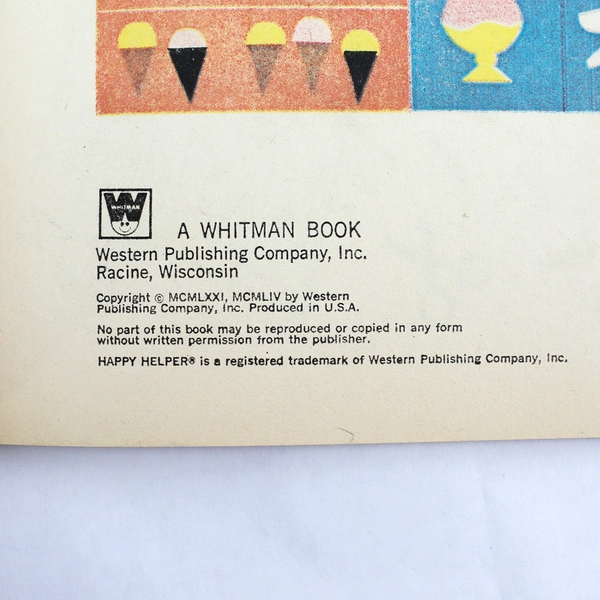 WHITMAN
A WHITMAN BOOK
Western Publishing Company, Inc.
Racine, Wisconsin
Copyright © MCMLXXI, MCMLIV by Western
Publishing Company, Inc. Produced in U.S.A.
No part of this book may be reproduced or copied in any form
without written permission from the publisher.
HAPPY HELPER® is a registered trademark of Western Publishing Company, Inc.